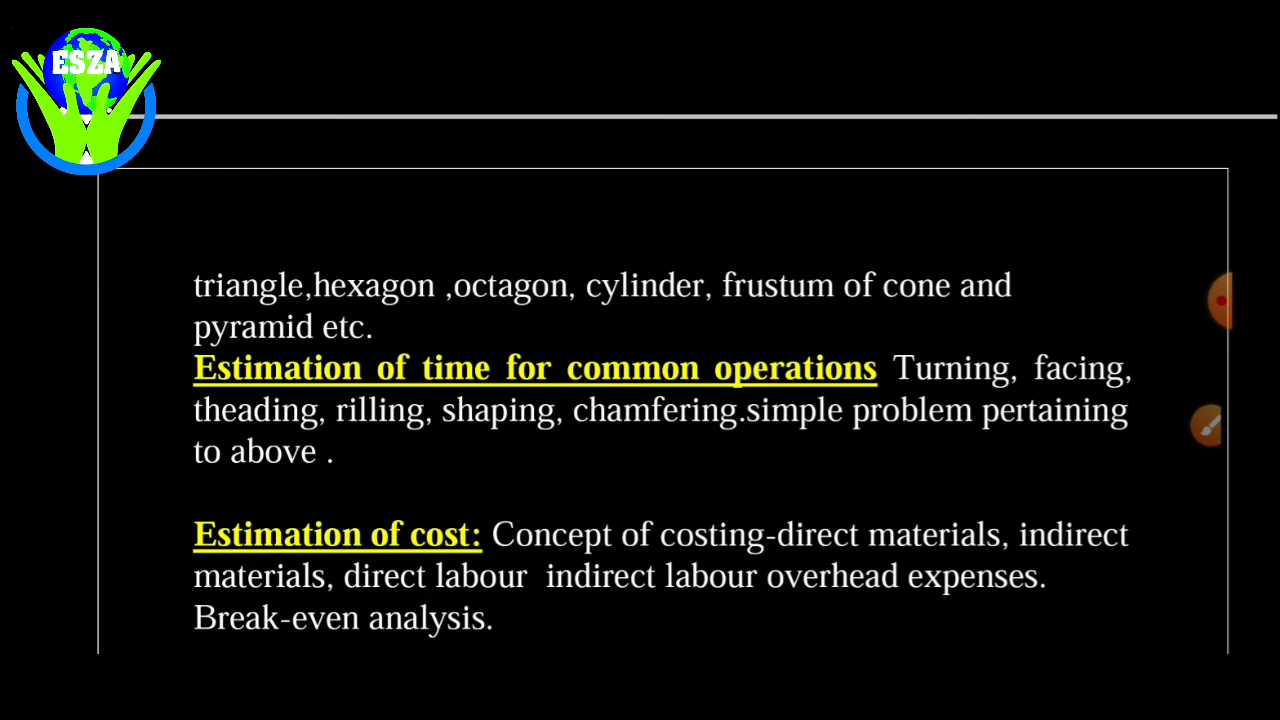 ESZA
triangle,hexagon ,octagon, cylinder, frustum of cone and
pyramid etc.
Estimation of time for common operations Turning, facing,
theading, rilling, shaping, chamfering.simple problem pertaining
to above .
Estimation of cost: Concept of costing-direct materials, indirect
materials, direct labour  indirect labour overhead expenses.
Break-even analysis.